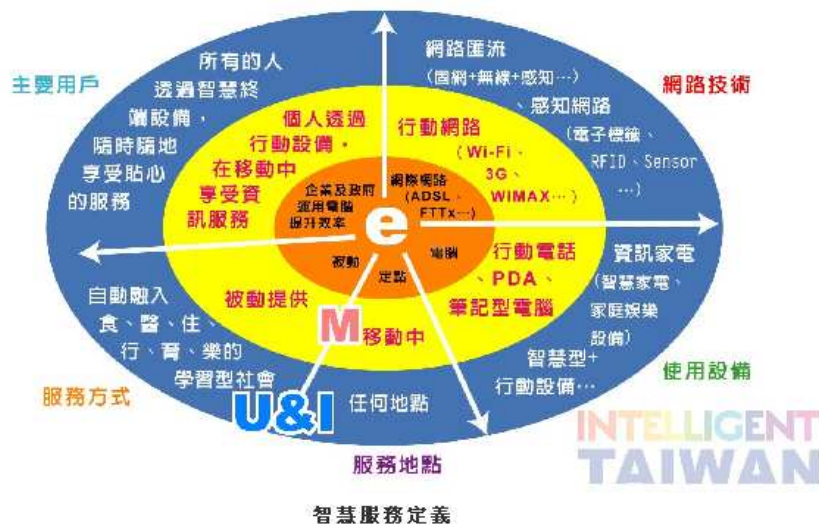 主要用戶
所有的人
透過智慧終
端設備，
隨時隨地
享受貼心
的服務
個人透過
行動設備，
在移動中
享受資
訊服務
企業及政府
運用電腦
提升效率
網路技術
網路匯流
(固網+無線+感知…)
、感知網路
(電子標籤、
RFID、Sensor
…)
行動網路
(Wi-Fi、
3G、
WIMAX…)
網際網路
(ADSL、
FTTx…)
e
被動
定點
電腦
行動電話
、PDA、
筆記型電腦
資訊家電
(智慧家電、
家庭娛樂
設備)
智慧型+
行動設備…
使用設備
被動提供
M
移動中
自動融入
食、醫、住、
行、育、樂的
學習型社會
服務方式
U&I
任何地點
服務地點
INTELLIGENT
TAIWAN
智慧服務定義